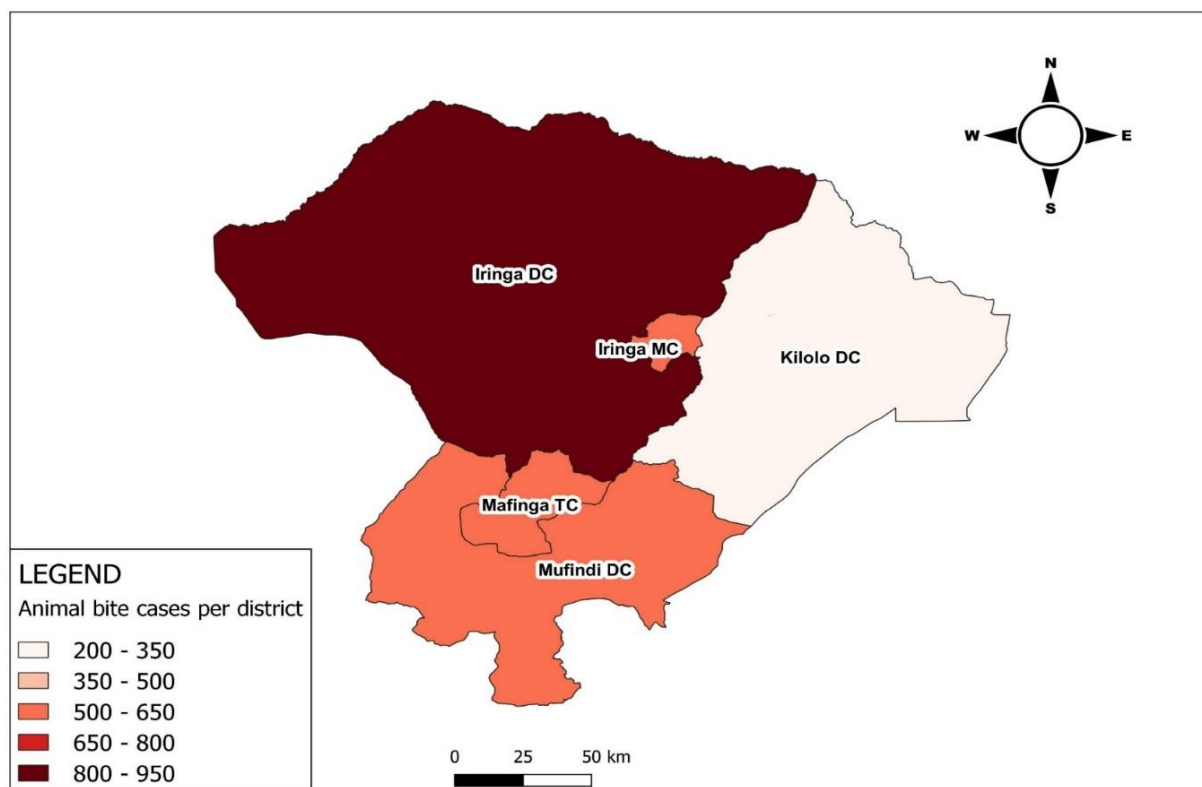 N
W E
S
Iringa DC
Iringa MC
Kilolo DC
Mafinga TC
Mufindi DC
LEGEND
Animal bite cases per district
200 - 350
350 - 500
500 - 650
650 - 800
800 - 950
0 25 50 km